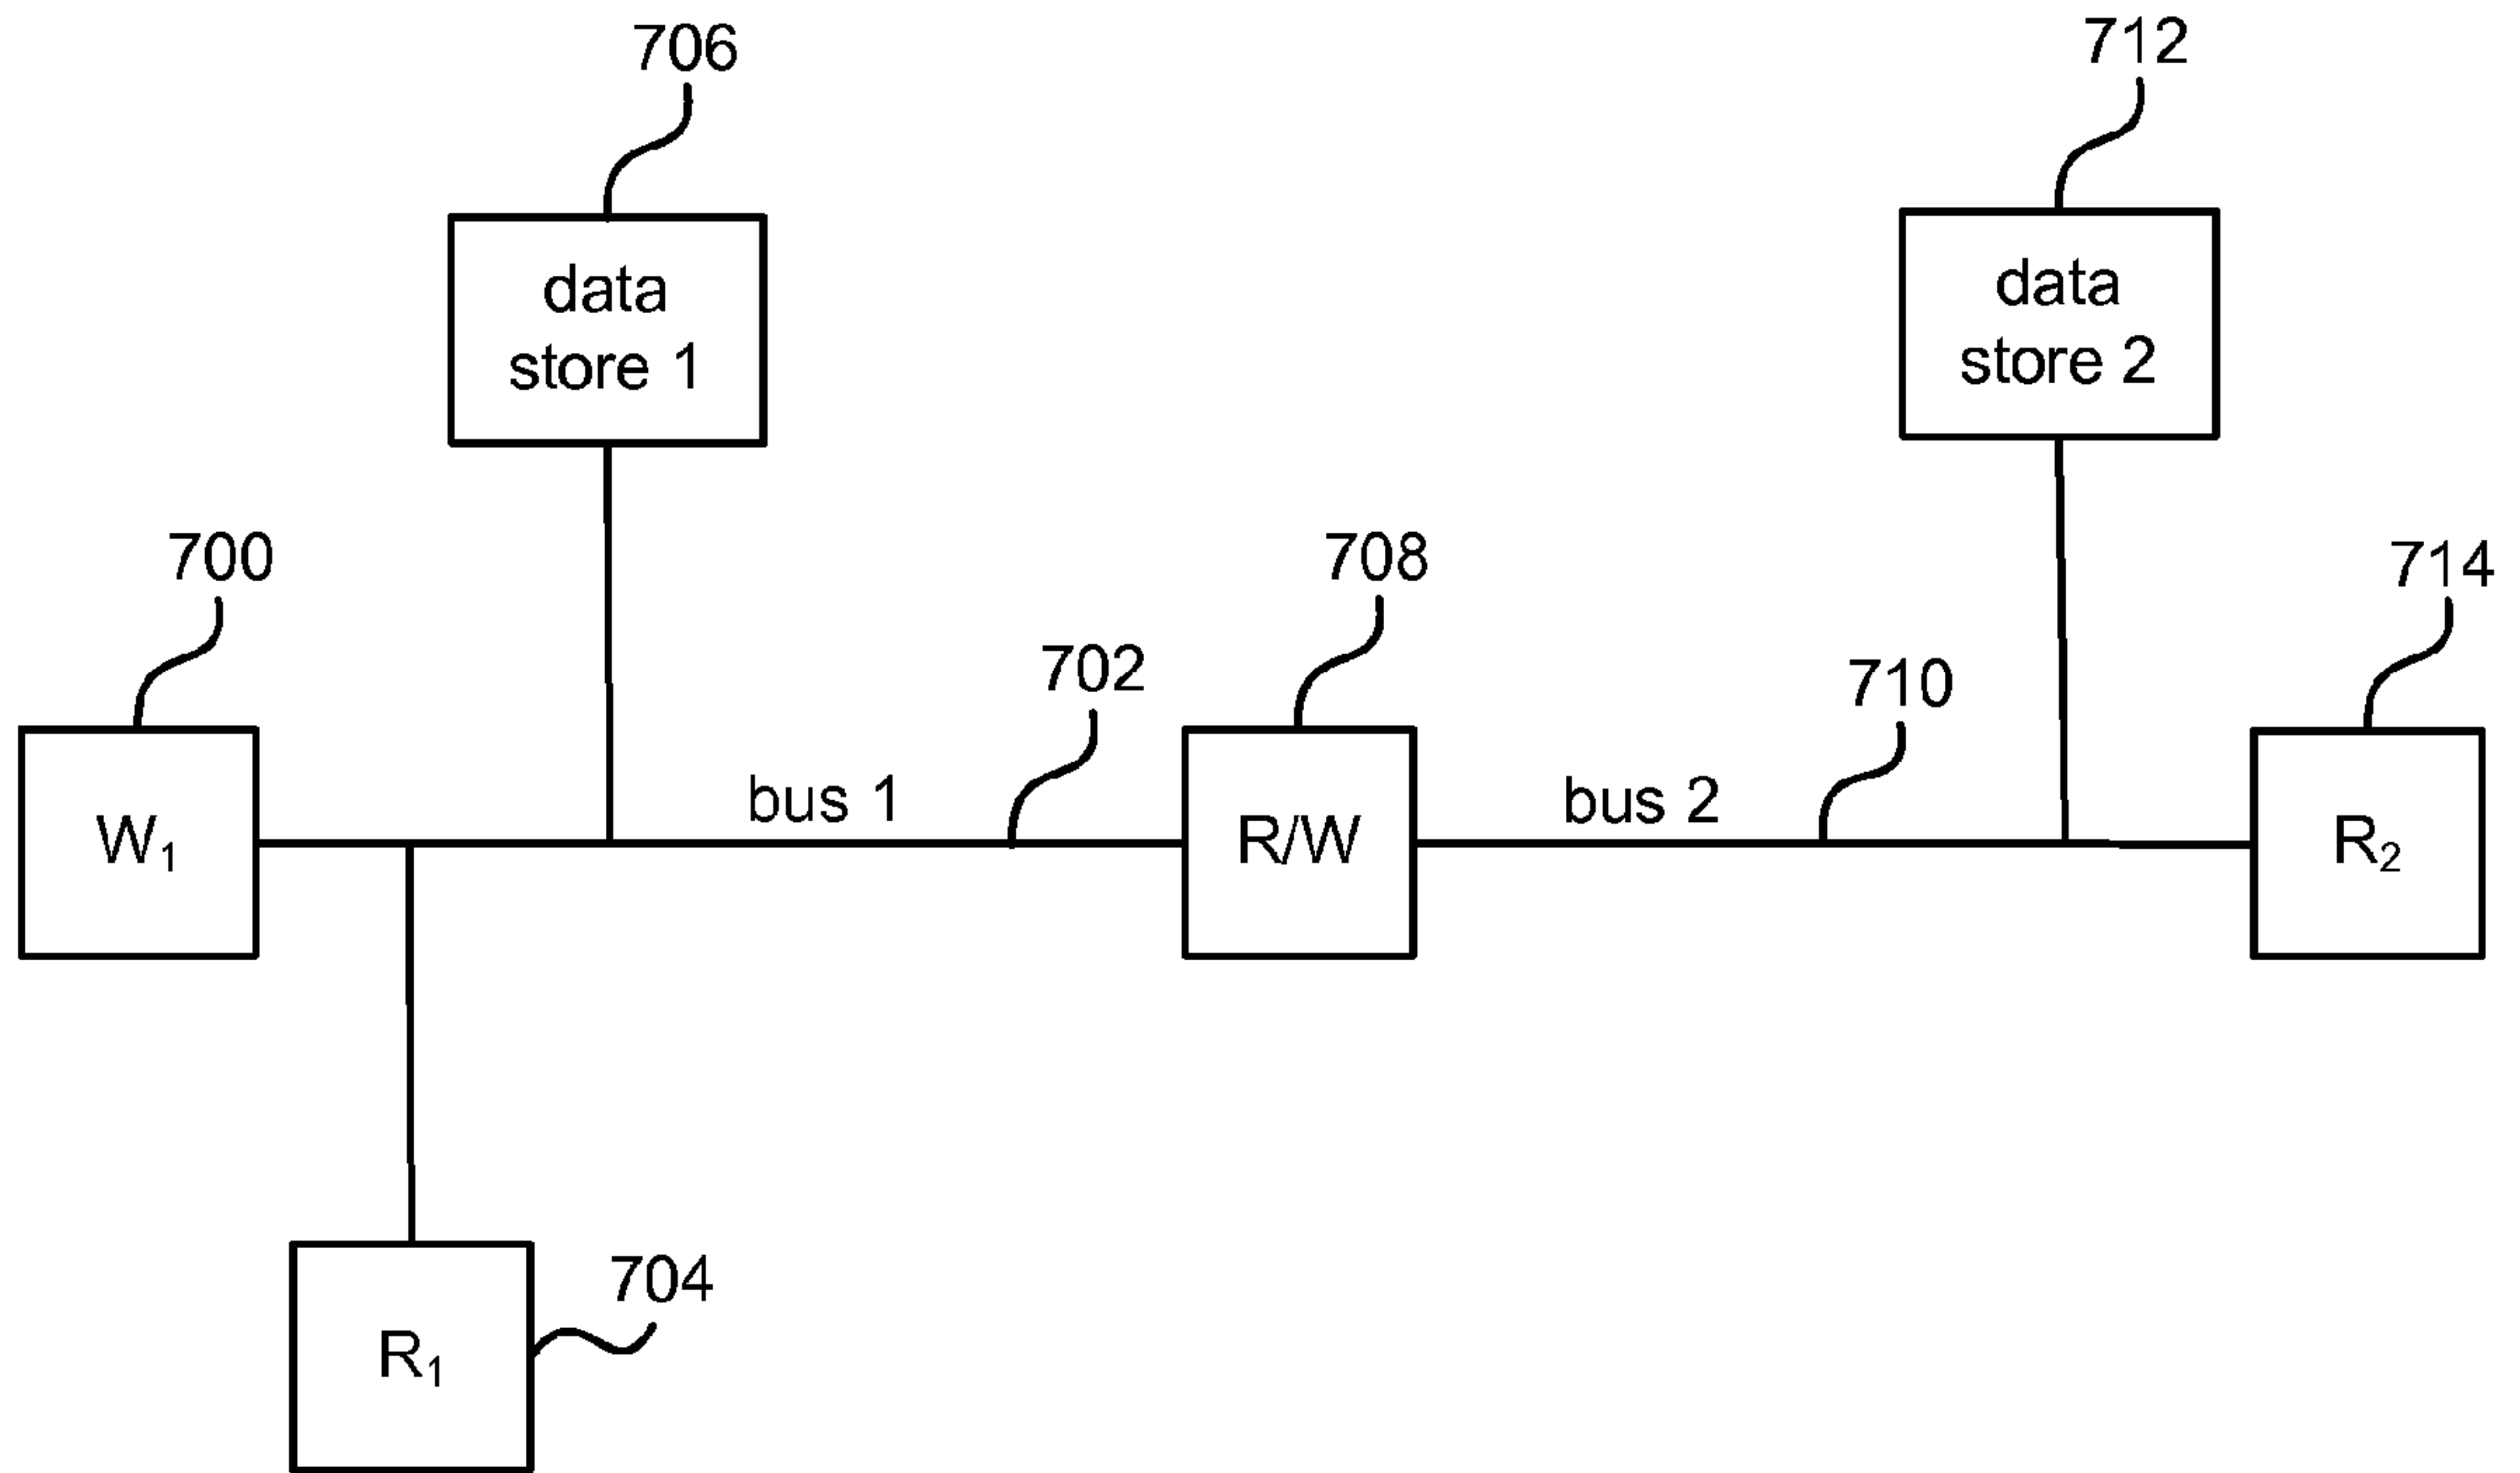 706
712
data
store 1
data
store 2
700
708
714
702
710
bus 1
bus 2
W₁
R/W
R₂
704
R₁